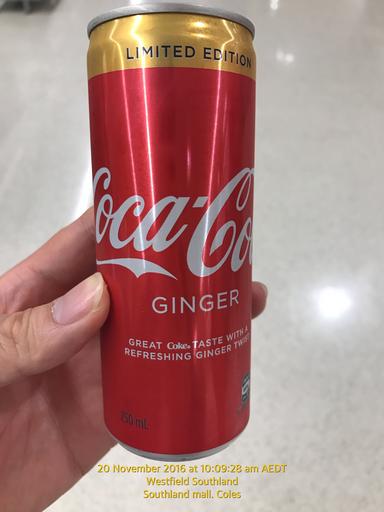 LIMITED EDITION
Coca-Co
GINGER
GREAT Coke® TASTE WITH A
REFRESHING GINGER TWIST
250 mL
20 November 2016 at 10:09:28 am AEDT
Westfield Southland
Southland mall. Coles